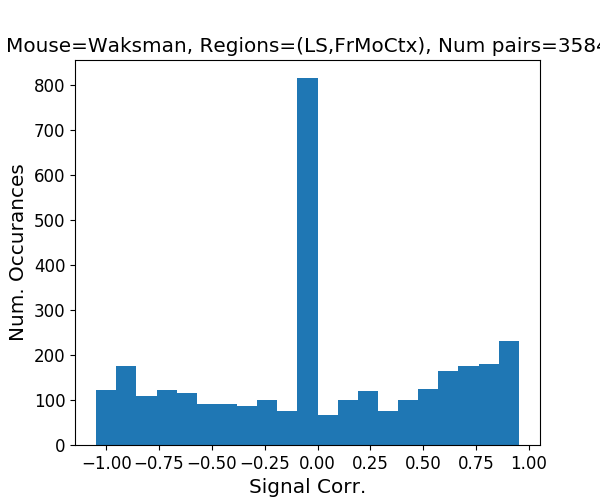 Mouse=Waksman, Regions=(LS,FrMoCtx), Num pairs=3584
800
700
600
500
400
300
200
100
0
Num. Occurances
−1.00 −0.75 −0.50 −0.25 0.00 0.25 0.50 0.75 1.00
Signal Corr.